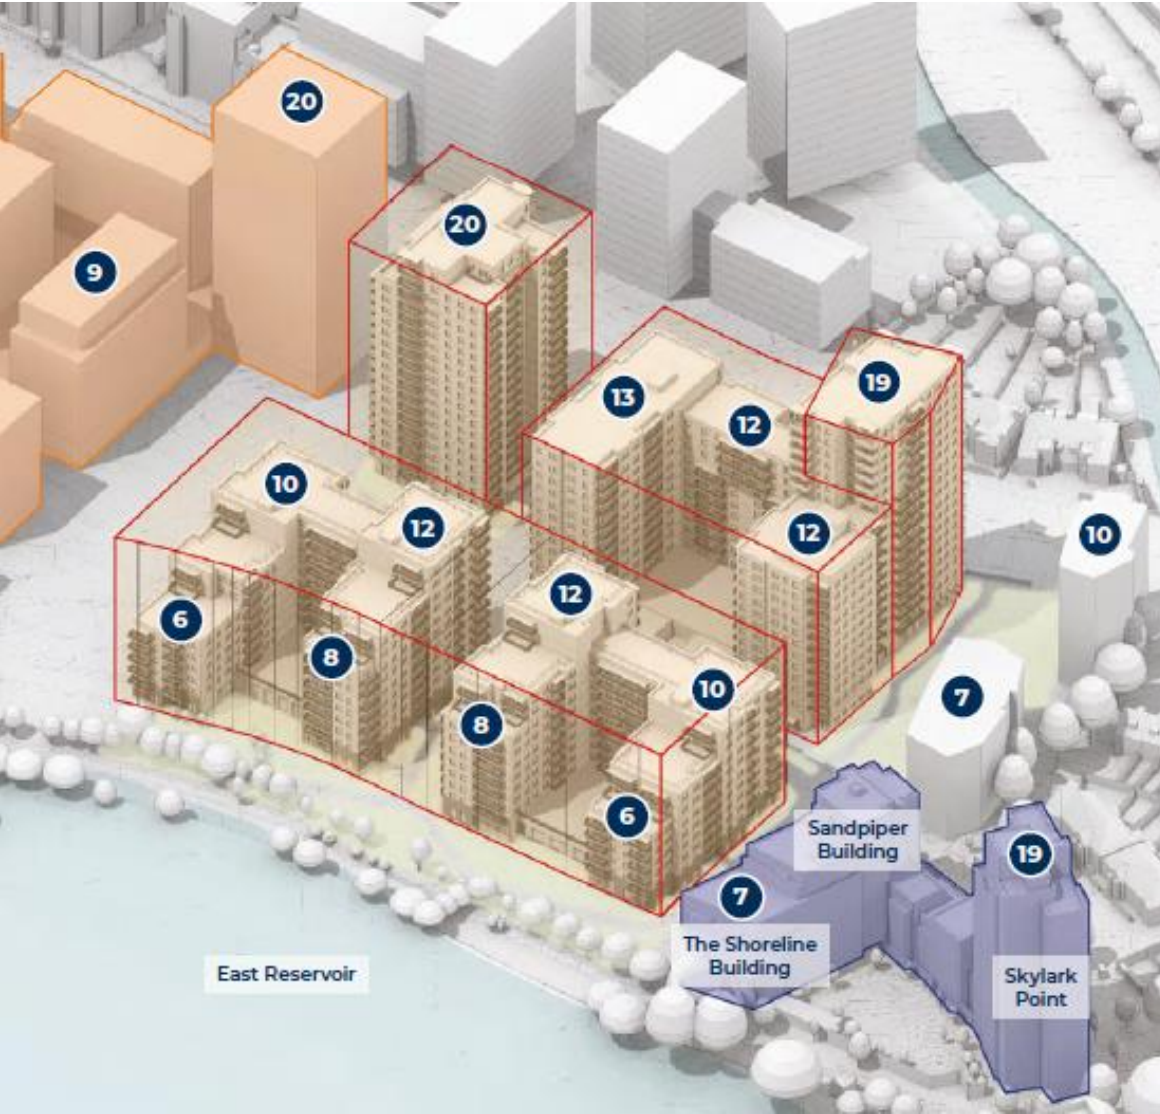 20
20
9
19
13
12
10
12
10
12
12
6
8
10
7
8
6
Sandpiper
Building
19
7
The Shoreline
Building
East Reservoir
Skylark
Point